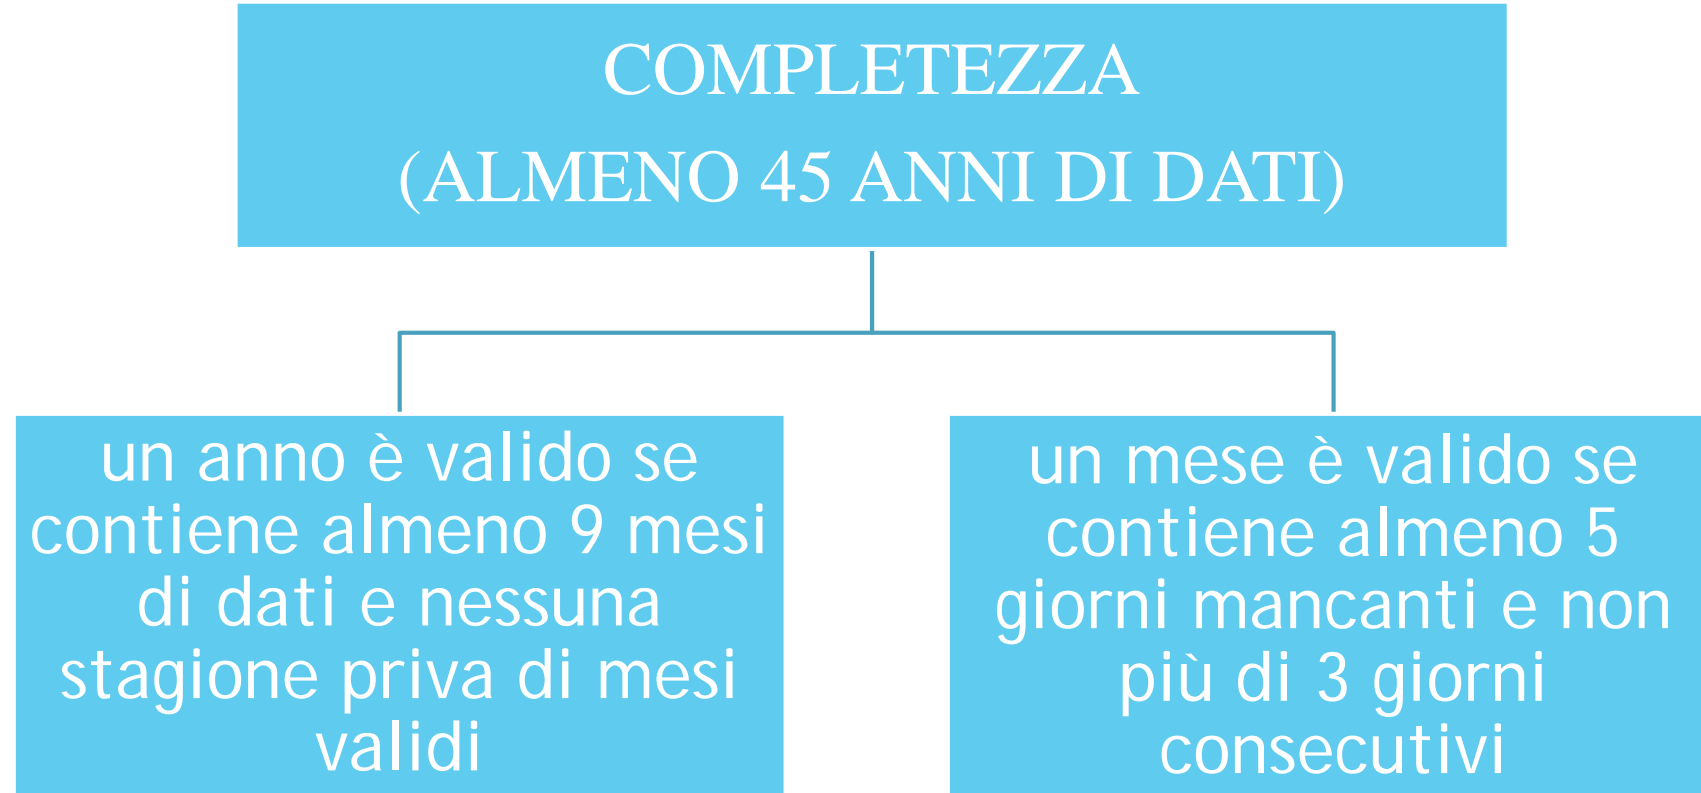 COMPLETEZZA
(ALMENO 45 ANNI DI DATI)
un anno è valido se
contiene almeno 9 mesi
di dati e nessuna
stagione priva di mesi
validi
un mese è valido se
contiene almeno 5
giorni mancanti e non
più di 3 giorni
consecutivi